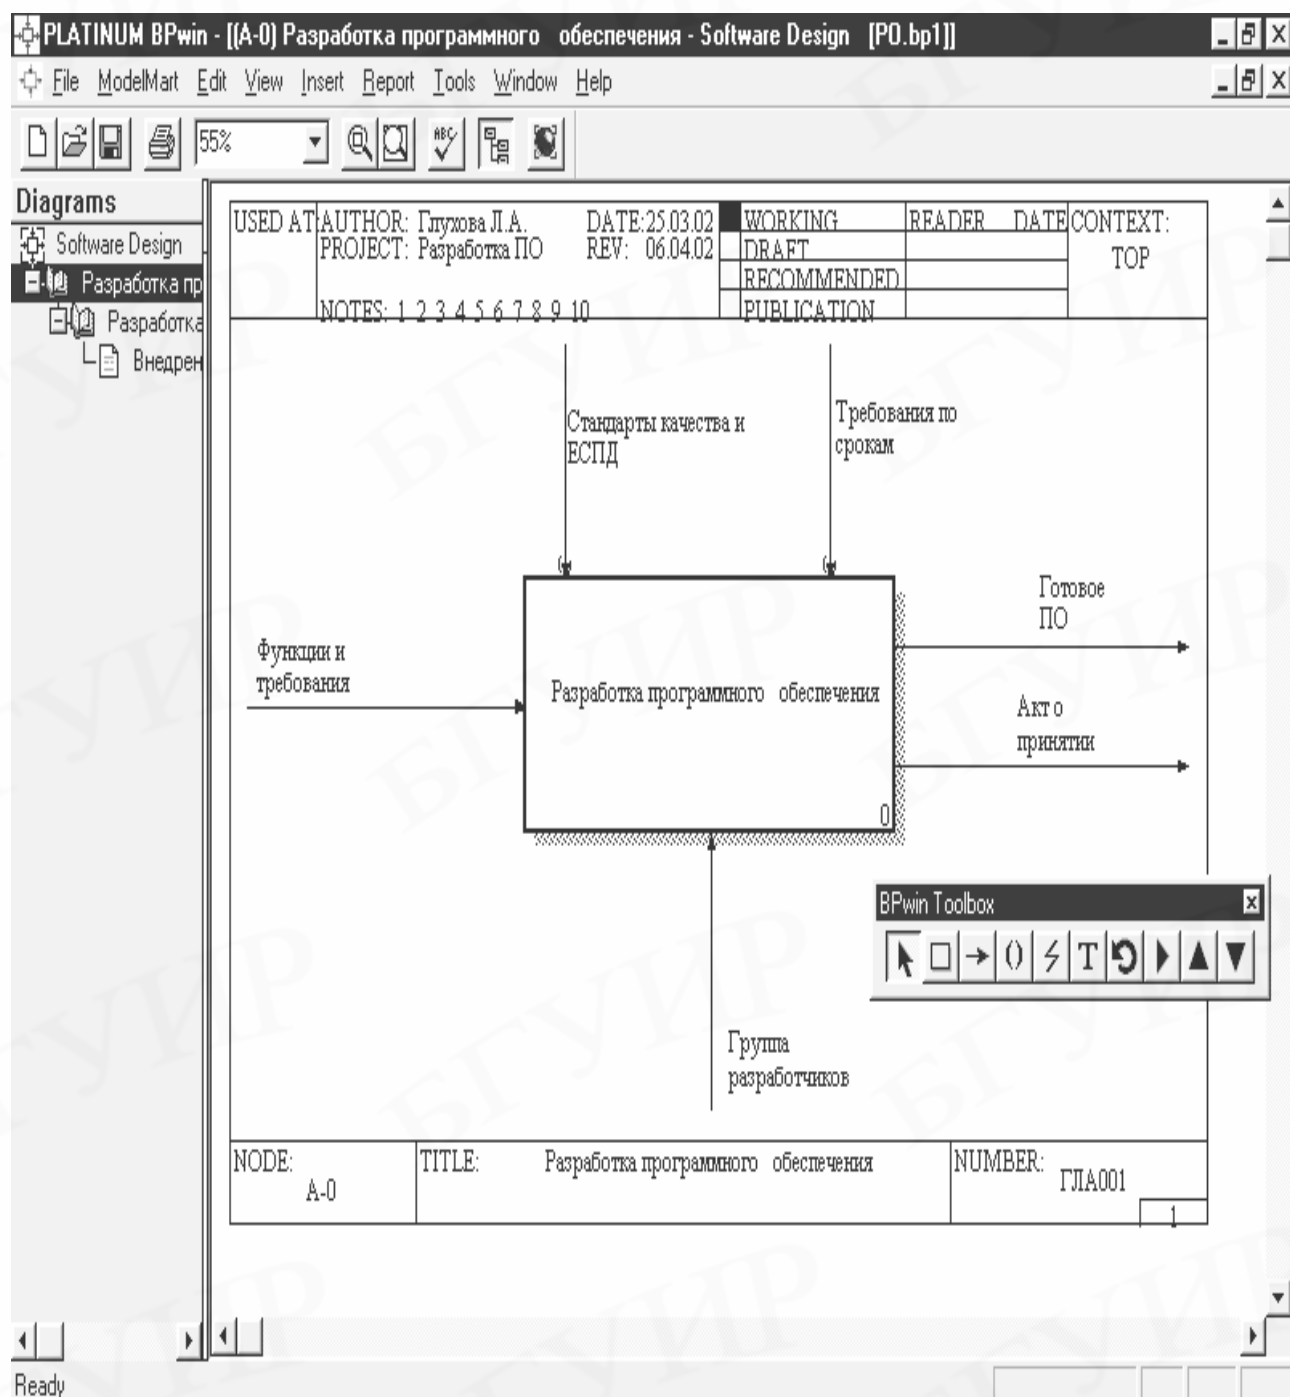 PLATINUM BPwin - [(A-0) Разработка программного обеспечения - Software Design [PO.bp1]]
File ModelMart Edit View Insert Report Tools Window Help
55%
ABC
Diagrams
Software Design
Разработка пр
Разработка
Внедрен
USED AT: AUTHOR: Глухова Л.А. DATE: 25.03.02 WORKING READER DATE CONTEXT:
PROJECT: Разработка ПО REV: 06.04.02 DRAFT TOP
RECOMMENDED
NOTES: 1 2 3 4 5 6 7 8 9 10 PUBLICATION
Стандарты качества и
ЕСПД
Требования по
срокам
Функции и
требования
Разработка программного обеспечения
0
Готовое
ПО
Акт о
принятии
BPwin Toolbox
T
Группа
разработчиков
NODE: TITLE: Разработка программного обеспечения NUMBER:
A-0 ГЛА001
1
Ready
БГУИР